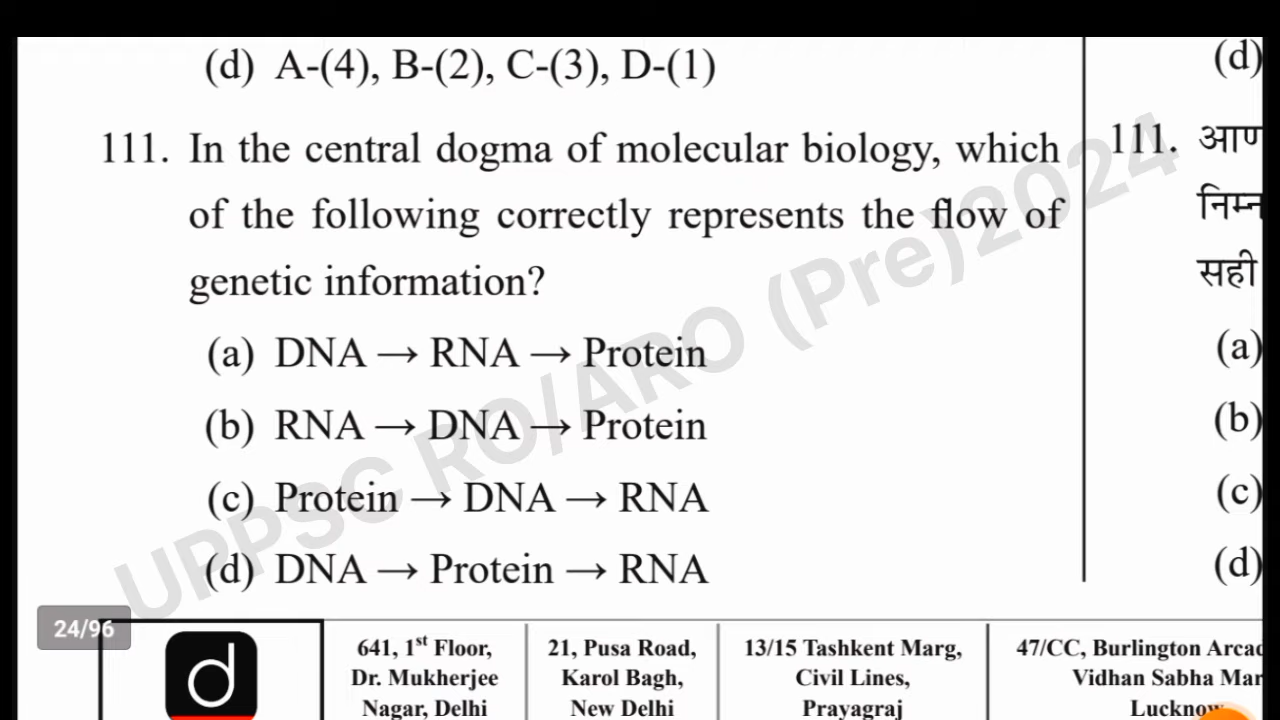 (d) A-(4), B-(2), C-(3), D-(1)
111. In the central dogma of molecular biology, which
of the following correctly represents the flow of
genetic information?
(a) DNA → RNA → Protein
(b) RNA → DNA → Protein
(c) Protein → DNA → RNA
(d) DNA → Protein → RNA
(d)
111. आण
निम्न
सही
(a)
(b)
(c)
(d)
UPPSC RO/ARO (Pre) 2024
24/96
d
641, 1st Floor,
Dr. Mukherjee
Nagar, Delhi
21, Pusa Road,
Karol Bagh,
New Delhi
13/15 Tashkent Marg,
Civil Lines,
Prayagraj
47/CC, Burlington Arcad
Vidhan Sabha Mar
Lucknow